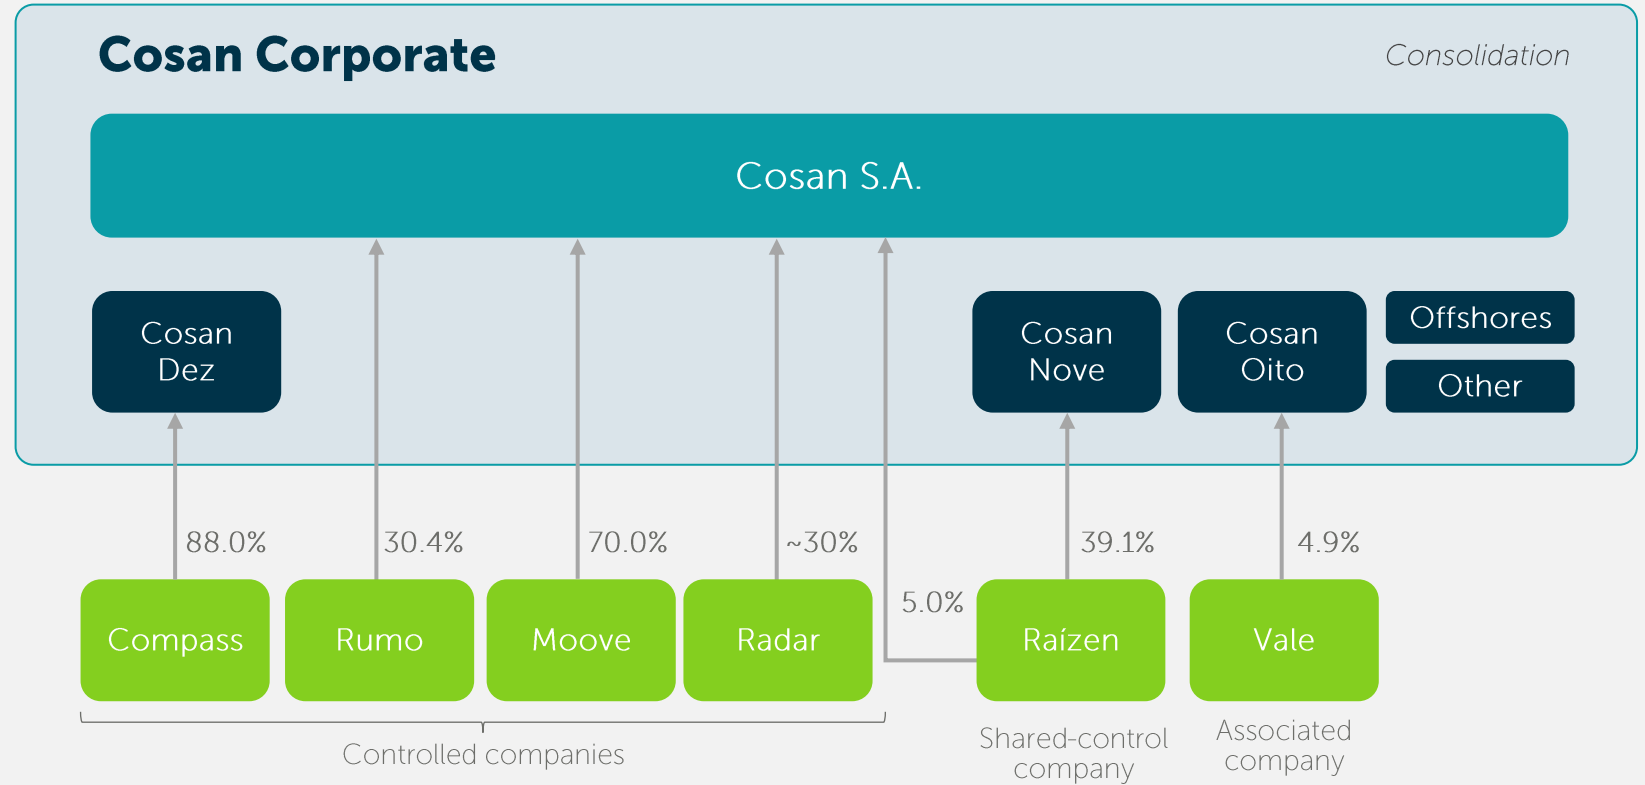 Cosan Corporate
Consolidation
Cosan S.A.
Cosan
Dez
Cosan
Nove
Cosan
Oito
Offshores
Other
88.0%
30.4%
70.0%
~30%
39.1%
4.9%
5.0%
Compass
Rumo
Moove
Radar
Raízen
Vale
Controlled companies
Shared-control
company
Associated
company